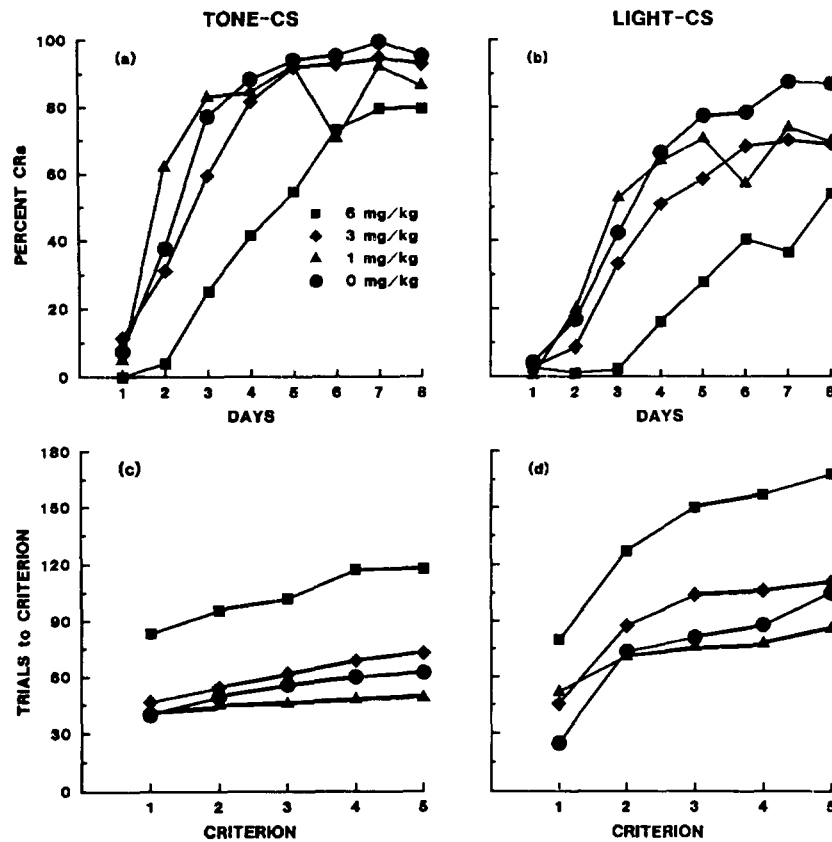 TONE-CS
LIGHT-CS
(a)
(b)
100
80
60
40
20
0
PERCENT CRs
6 mg/kg
3 mg/kg
1 mg/kg
0 mg/kg
1 2 3 4 5 6 7 8
DAYS
1 2 3 4 5 6 7 8
DAYS
(c)
(d)
180
150
120
90
60
30
0
TRIALS to CRITERION
1 2 3 4 5
CRITERION
1 2 3 4 5
CRITERION